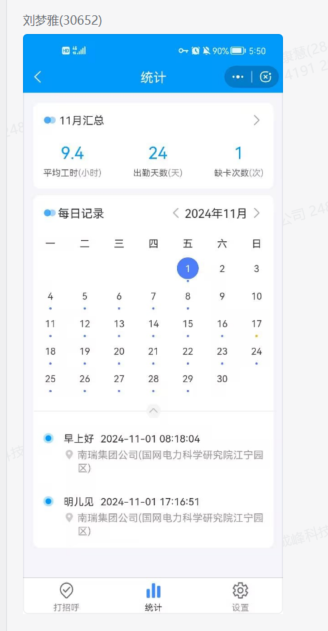 刘梦雅(30652)
HD 90% 5:50
统计
11月汇总
9.4 24 1
平均工时(小时) 出勤天数(天) 缺卡次数(次)
每日记录 2024年11月
一 二 三 四 五 六 日
1 2 3
4 5 6 7 8 9 10
11 12 13 14 15 16 17
18 19 20 21 22 23 24
25 26 27 28 29 30
早上好 2024-11-01 08:18:04
南瑞集团公司(国网电力科学研究院江宁园
区)
明儿见 2024-11-01 17:16:51
南瑞集团公司(国网电力科学研究院江宁园
区)
打招呼 统计 设置